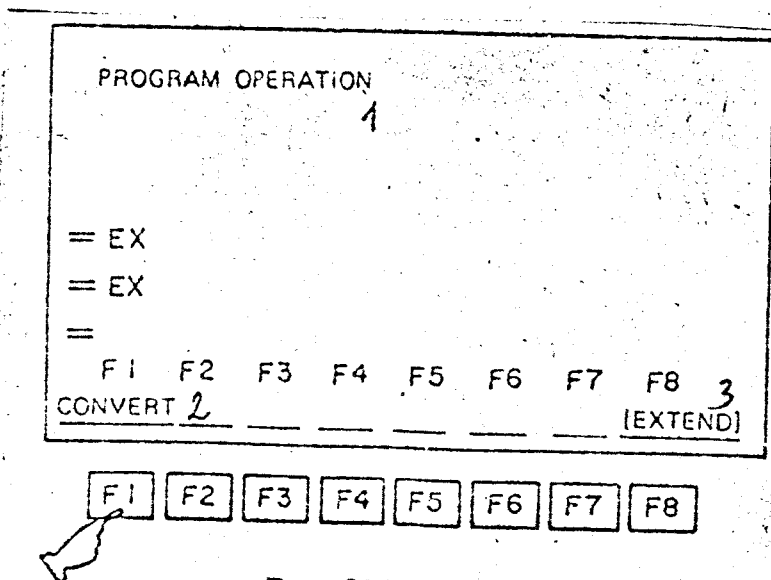 PROGRAM OPERATION
1
= EX
= EX
=
F1 F2 F3 F4 F5 F6 F7 F8 3
CONVERT 2 [EXTEND]
F1 F2 F3 F4 F5 F6 F7 F8